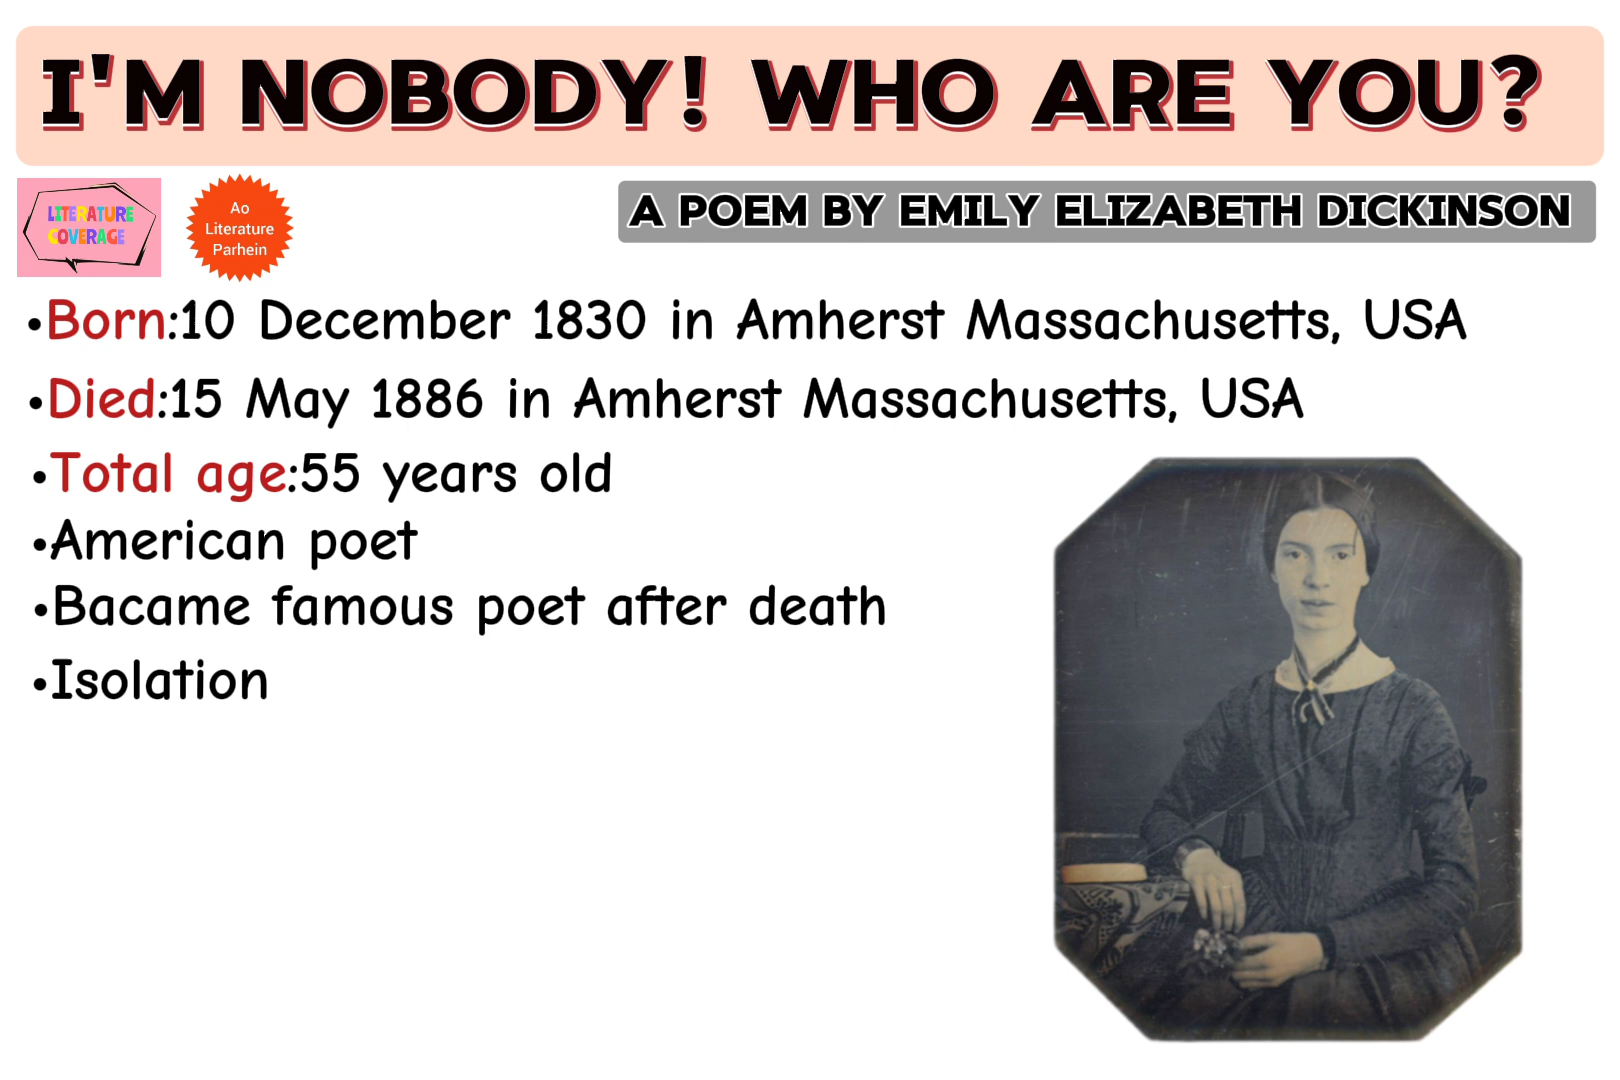 I'M NOBODY! WHO ARE YOU?
LITERATURE
COVERAGE
Ao
Literature
Parhein
A POEM BY EMILY ELIZABETH DICKINSON
•Born:10 December 1830 in Amherst Massachusetts, USA
•Died:15 May 1886 in Amherst Massachusetts, USA
•Total age:55 years old
•American poet
•Bacame famous poet after death
•Isolation